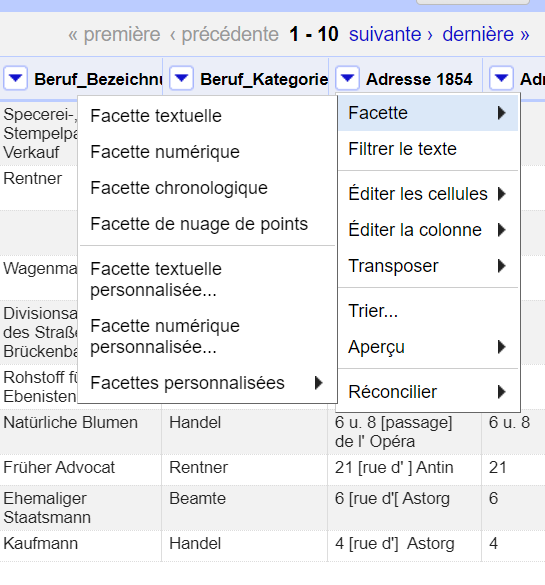 « première ‹ précédente 1 - 10 suivante › dernière »
Beruf_Bezeichnu Beruf_Kategorie Adresse 1854 Adr
Facette
Filtrer le texte
Éditer les cellules
Éditer la colonne
Transposer
Trier...
Aperçu
Réconcilier
Facette textuelle
Facette numérique
Facette chronologique
Facette de nuage de points
Facette textuelle
personnalisée...
Facette numérique
personnalisée...
Facettes personnalisées
Specerei-,
Stempelpa
Verkauf
Rentner
Wagenma
Divisionsa
des Straße
Brückenba
Rohstoff fü
Ebenisten
Natürliche Blumen Handel 6 u. 8 [passage] 6 u. 8
de l' Opéra
Früher Advocat Rentner 21 [rue d' ] Antin 21
Ehemaliger Beamte 6 [rue d'[ Astorg 6
Staatsmann
Kaufmann Handel 4 [rue d'] Astorg 4